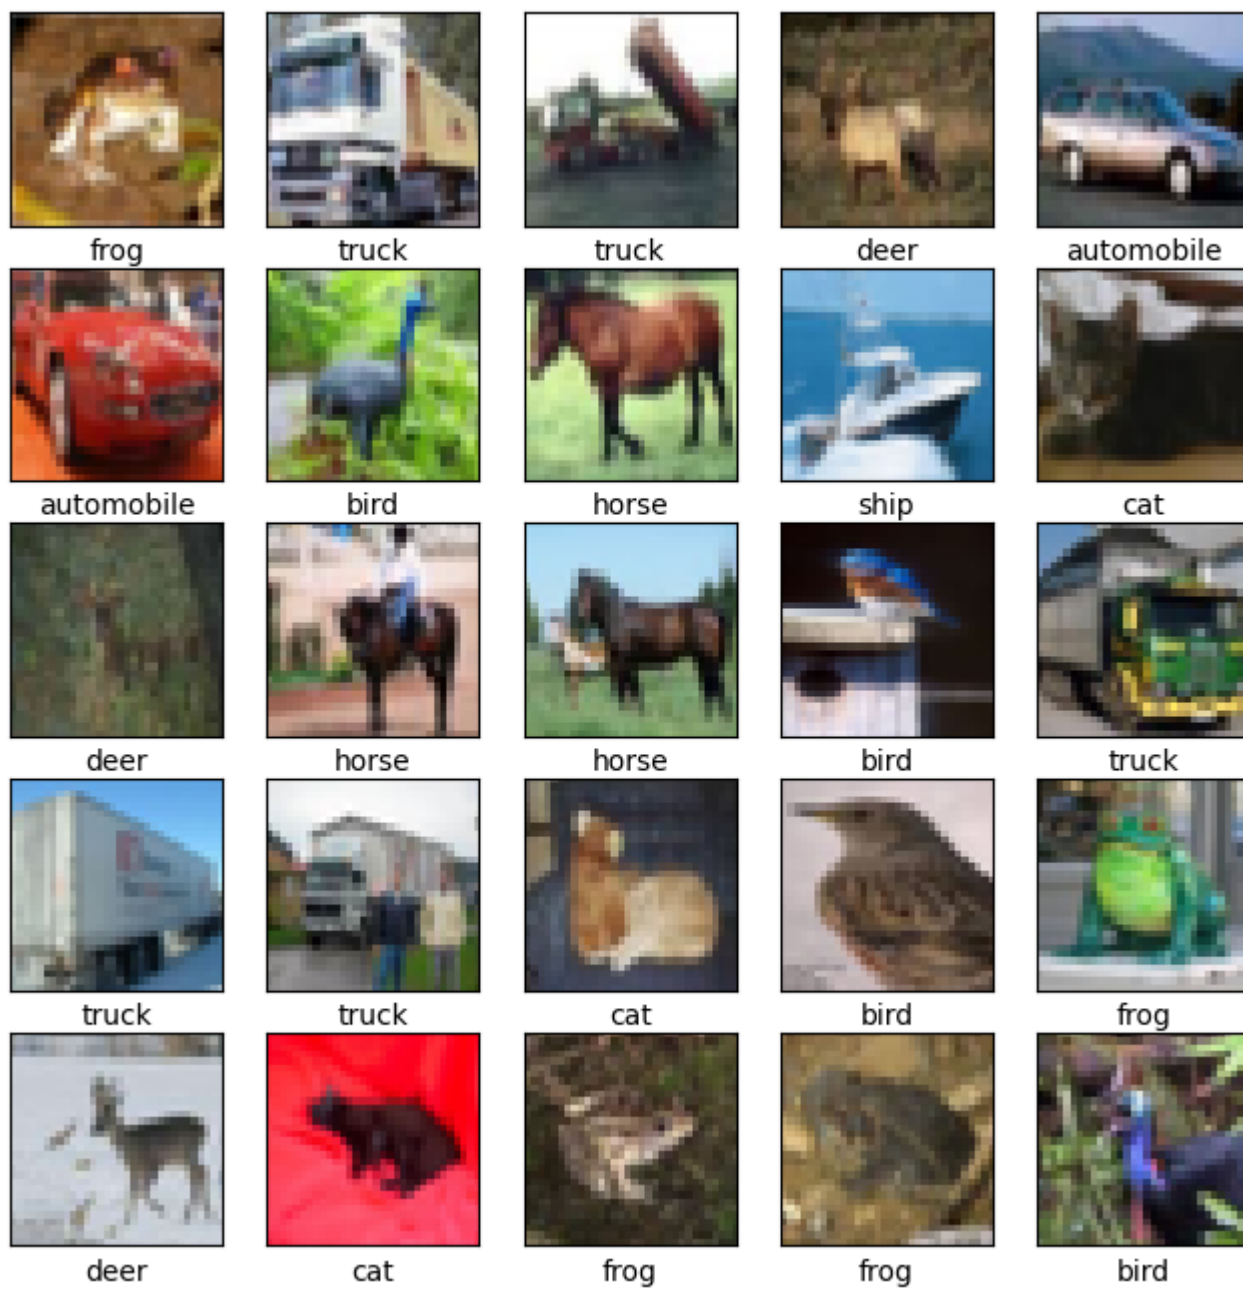 frog truck truck deer automobile
automobile bird horse ship cat
deer horse horse bird truck
truck truck cat bird frog
deer cat frog frog bird